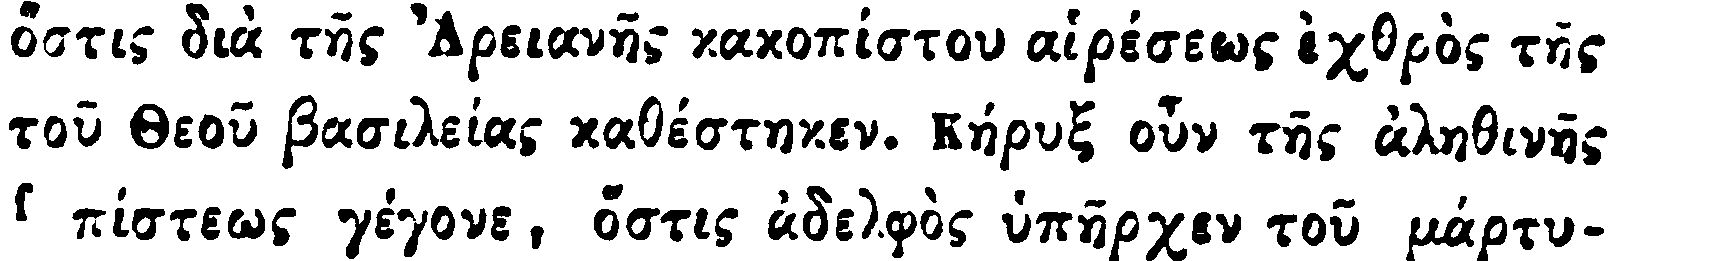 ὅστις διὰ τῆς Ἀρειανῆς κακοπίστου αἱρέσεως ἐχθρὸς τῆς
τοῦ Θεοῦ βασιλείας καθέστηκεν. Κήρυξ οὖν τῆς ἀληθινῆς
πίστεως γέγονε, ὅστις ἀδελφὸς ὑπῆρχεν τοῦ μάρτυ-